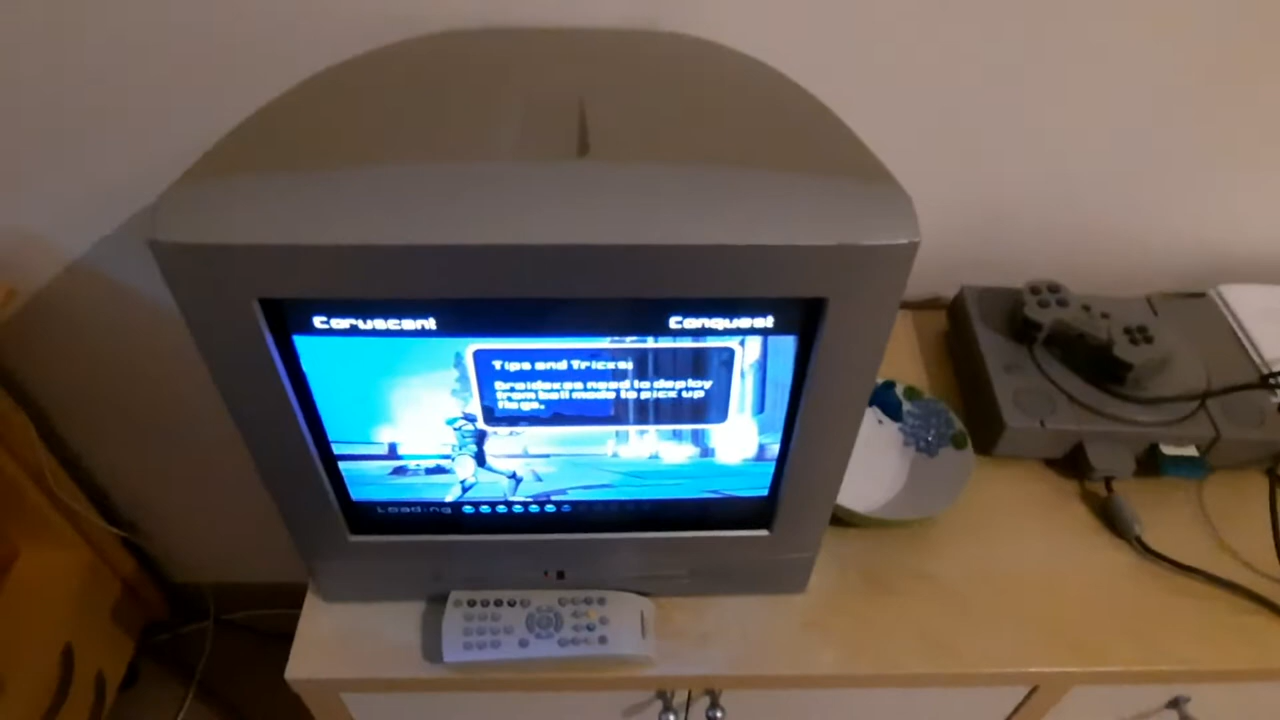 Coruscant
Conquest
Tips and Tricks:
Droidekas need to deploy
from ball mode to pick up
flags.
Loading